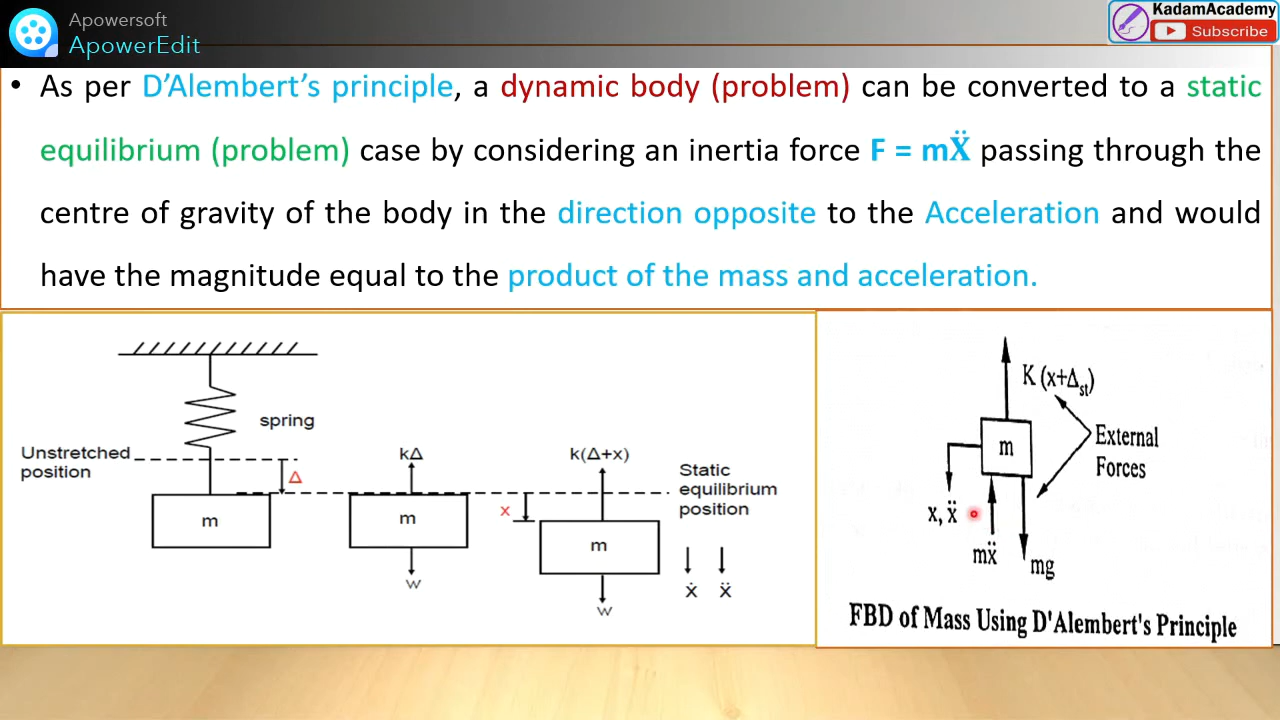 Apowersoft
ApowerEdit
KadamAcademy
Subscribe
• As per D’Alembert’s principle, a dynamic body (problem) can be converted to a static
equilibrium (problem) case by considering an inertia force F = mẌ passing through the
centre of gravity of the body in the direction opposite to the Acceleration and would
have the magnitude equal to the product of the mass and acceleration.
spring
Unstretched
position
Δ
m
kΔ
m
w
k(Δ+x)
x
m
w
Static
equilibrium
position
ẋ ẍ
K (x+Δst)
m
External
Forces
x, ẍ
mẍ
mg
FBD of Mass Using D'Alembert's Principle